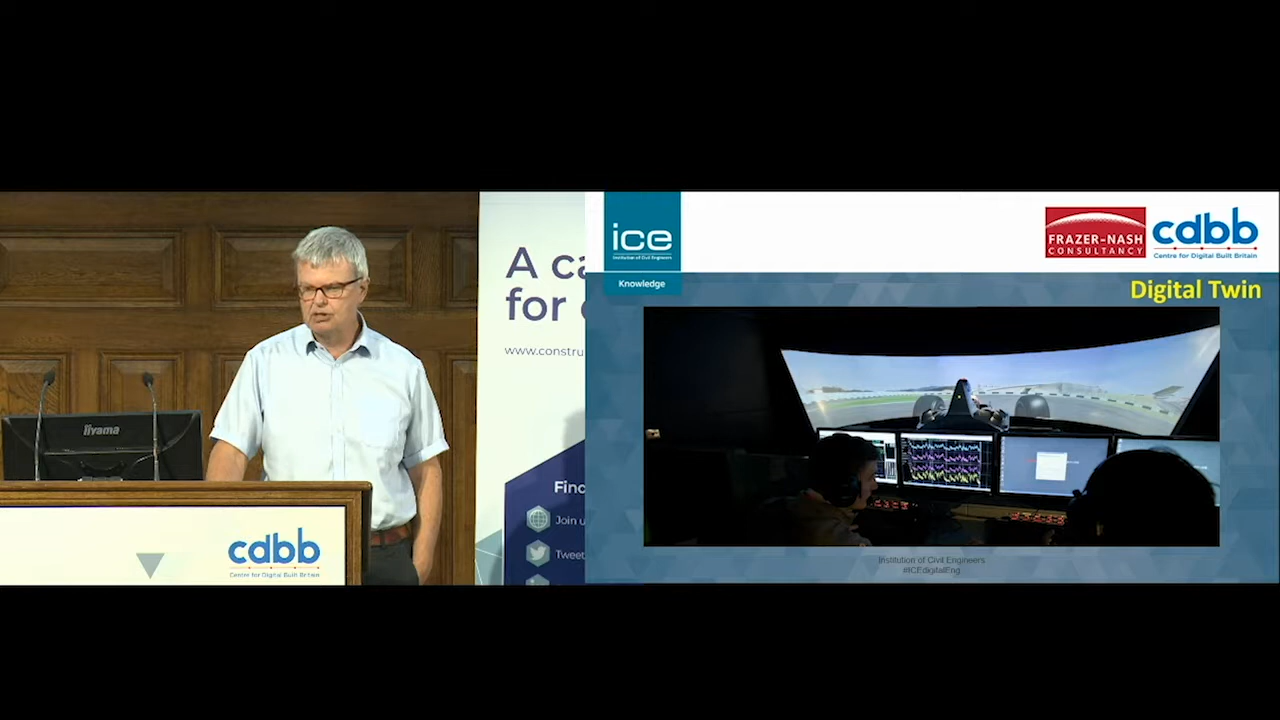 iiyama
cdbb
Centre for Digital Built Britain
A ca
for
www.constru
Find
Join u
Tweet
ice
Institution of Civil Engineers
Knowledge
FRAZER-NASH
CONSULTANCY
cdbb
Centre for Digital Built Britain
Digital Twin
Institution of Civil Engineers
#ICEdigitalEng